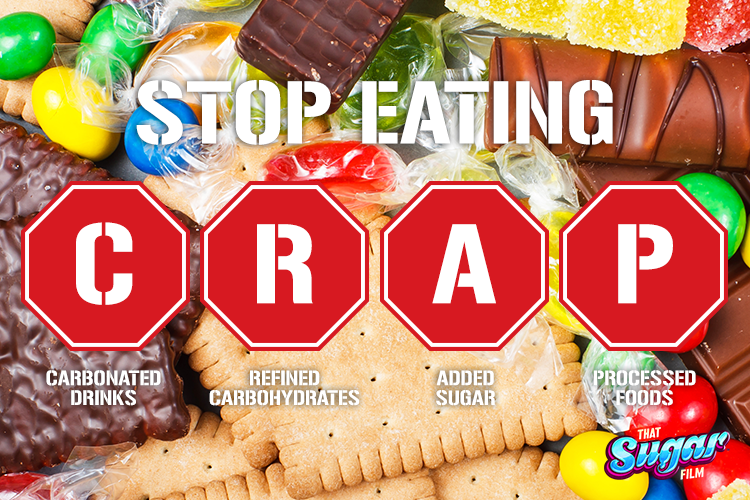 STOP EATING
C R A P
CARBONATED
DRINKS
REFINED
CARBOHYDRATES
ADDED
SUGAR
PROCESSED
FOODS
THAT
Sugar
FILM